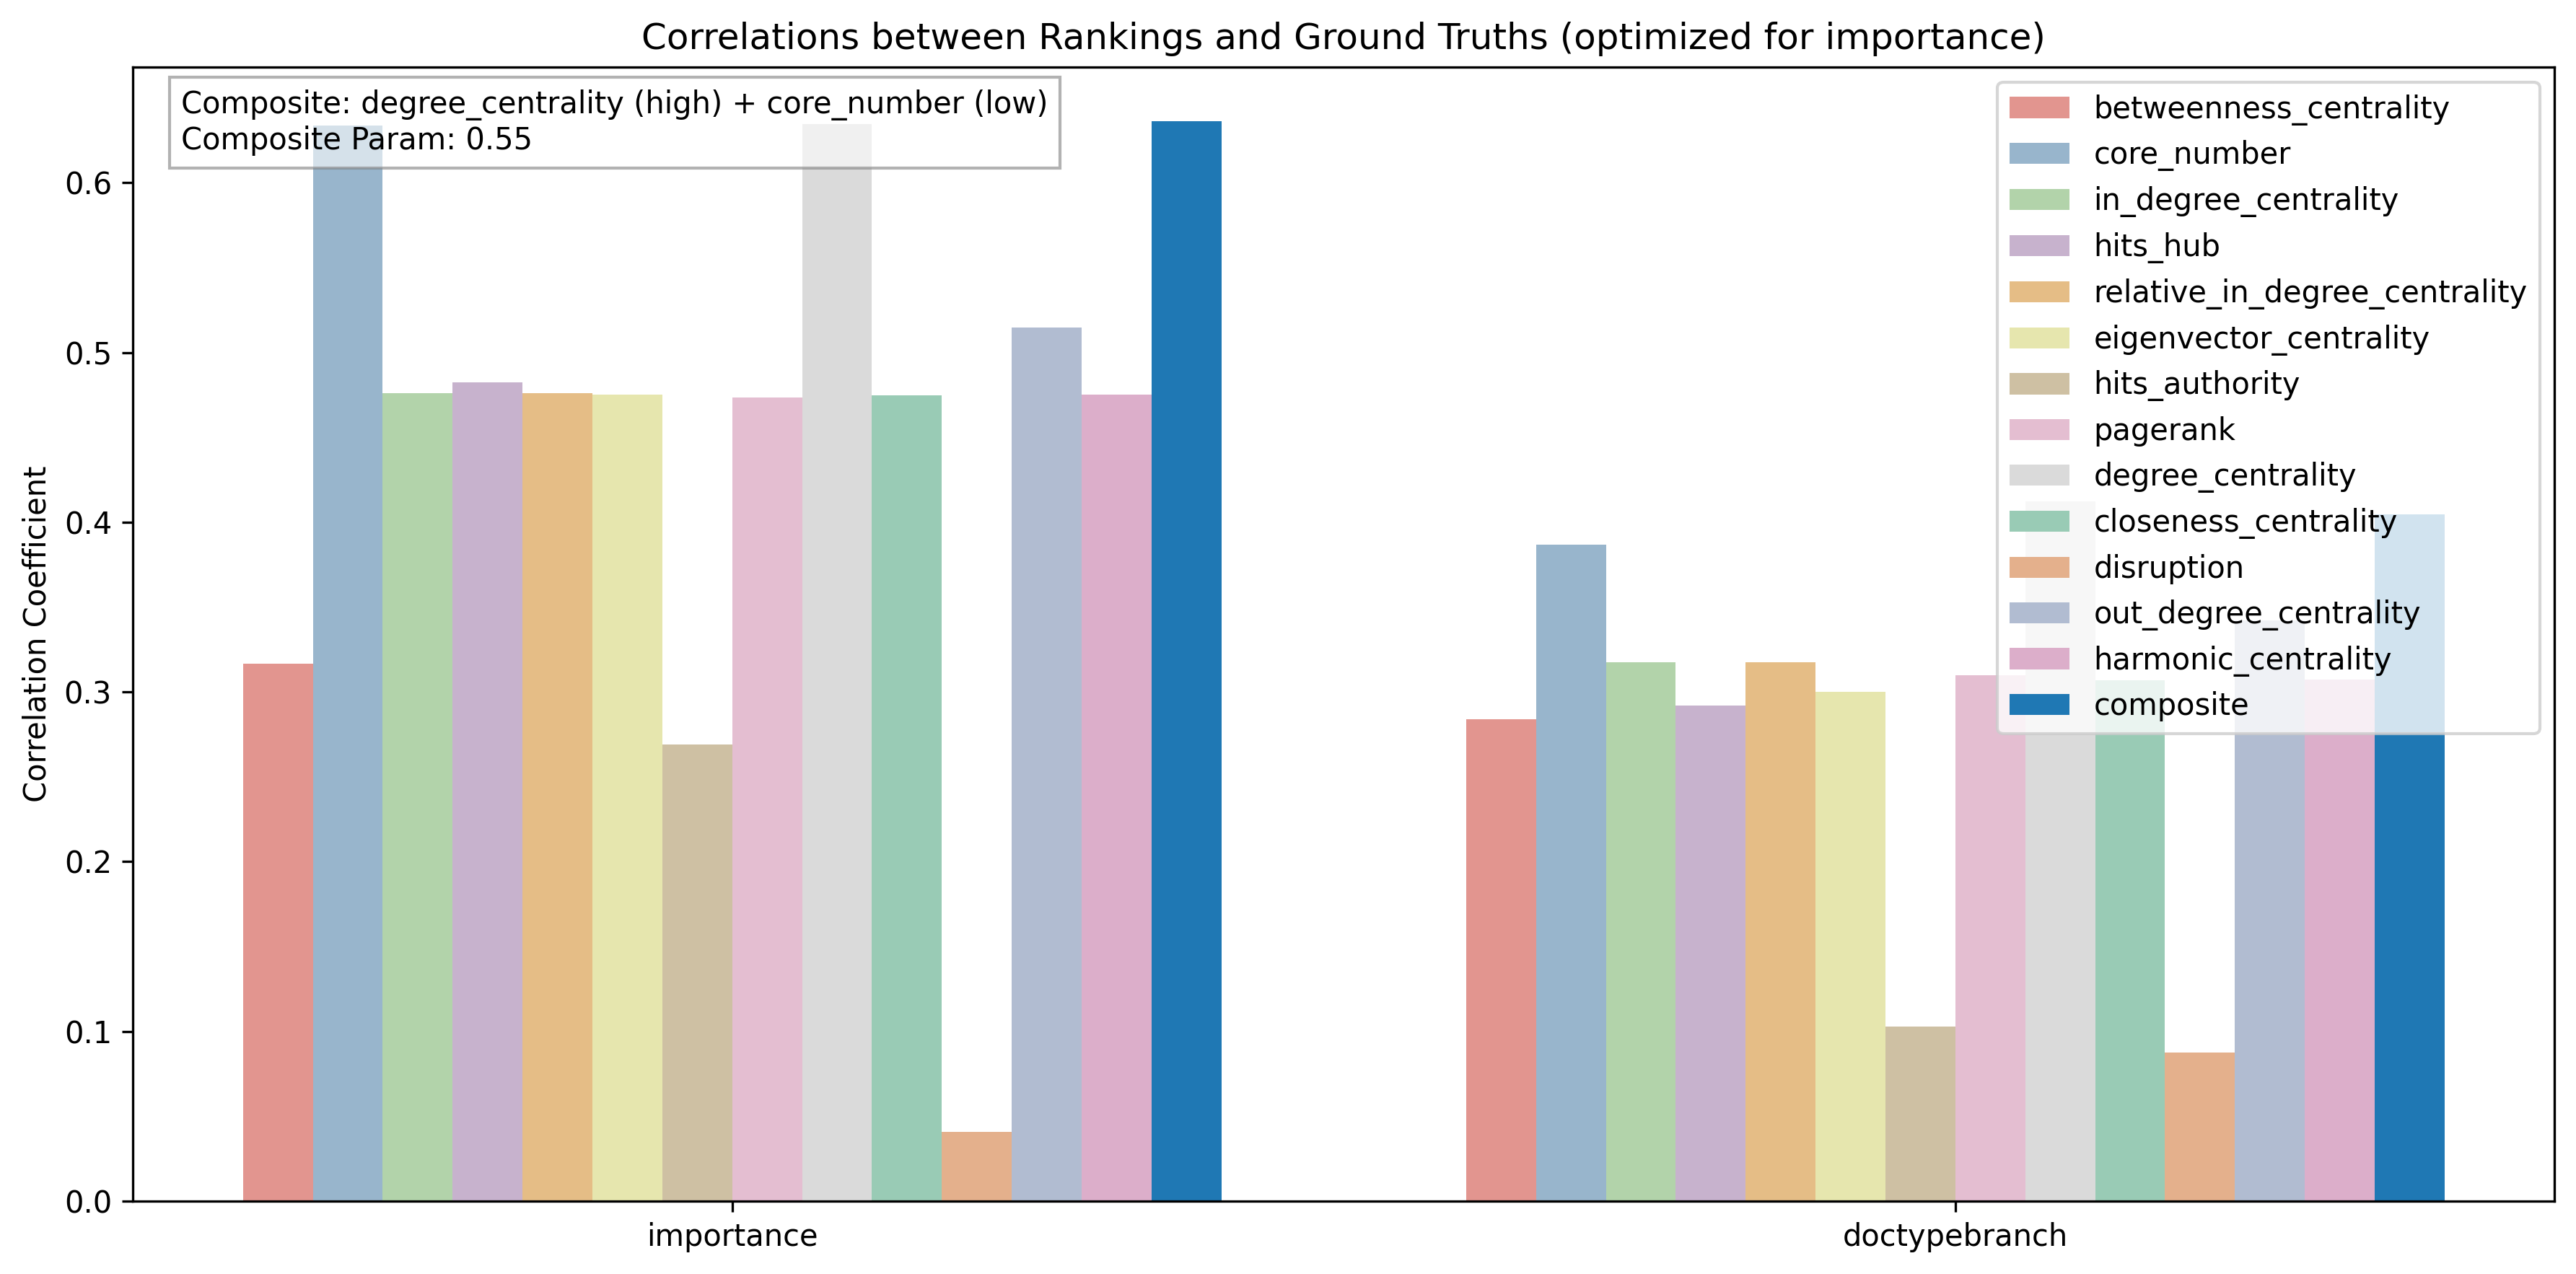 Correlations between Rankings and Ground Truths (optimized for importance)
Composite: degree_centrality (high) + core_number (low)
Composite Param: 0.55
betweenness_centrality
core_number
in_degree_centrality
hits_hub
relative_in_degree_centrality
eigenvector_centrality
hits_authority
pagerank
degree_centrality
closeness_centrality
disruption
out_degree_centrality
harmonic_centrality
composite
Correlation Coefficient
0.6
0.5
0.4
0.3
0.2
0.1
0.0
importance
doctypebranch